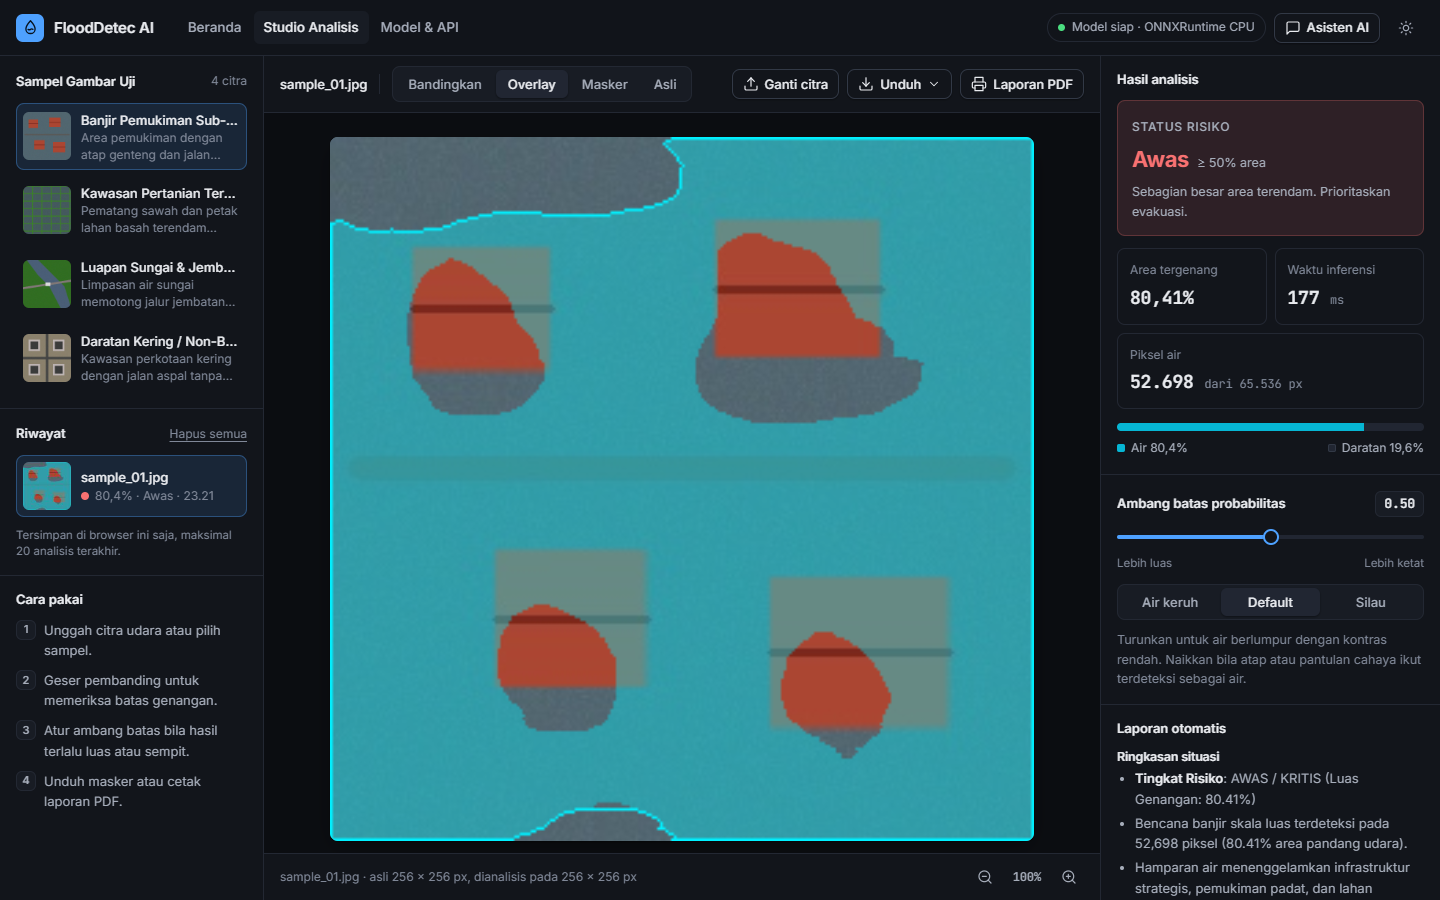 FloodDetec AI
Beranda
Studio Analisis
Model & API
Model siap · ONNXRuntime CPU
Asisten AI
Sampel Gambar Uji
4 citra
Banjir Pemukiman Sub-...
Area pemukiman dengan
atap genteng dan jalan...
Kawasan Pertanian Ter...
Pematang sawah dan petak
lahan basah terendam...
Luapan Sungai & Jemb...
Limpasan air sungai
memotong jalur jembatan...
Daratan Kering / Non-B...
Kawasan perkotaan kering
dengan jalan aspal tanpa...
Riwayat
Hapus semua
sample_01.jpg
80,4% · Awas · 23.21
Tersimpan di browser ini saja, maksimal
20 analisis terakhir.
Cara pakai
1 Unggah citra udara atau pilih
sampel.
2 Geser pembanding untuk
memeriksa batas genangan.
3 Atur ambang batas bila hasil
terlalu luas atau sempit.
4 Unduh masker atau cetak
laporan PDF.
sample_01.jpg
Bandingkan
Overlay
Masker
Asli
Ganti citra
Unduh
Laporan PDF
sample_01.jpg · asli 256 × 256 px, dianalisis pada 256 × 256 px
100%
Hasil analisis
STATUS RISIKO
Awas ≥ 50% area
Sebagian besar area terendam. Prioritaskan
evakuasi.
Area tergenang
80,41%
Waktu inferensi
177 ms
Piksel air
52.698 dari 65.536 px
Air 80,4%
Daratan 19,6%
Ambang batas probabilitas
0.50
Lebih luas
Lebih ketat
Air keruh
Default
Silau
Turunkan untuk air berlumpur dengan kontras
rendah. Naikkan bila atap atau pantulan cahaya ikut
terdeteksi sebagai air.
Laporan otomatis
Ringkasan situasi
• Tingkat Risiko: AWAS / KRITIS (Luas
Genangan: 80.41%)
• Bencana banjir skala luas terdeteksi pada
52,698 piksel (80.41% area pandang udara).
• Hamparan air menenggelamkan infrastruktur
strategis, pemukiman padat, dan lahan